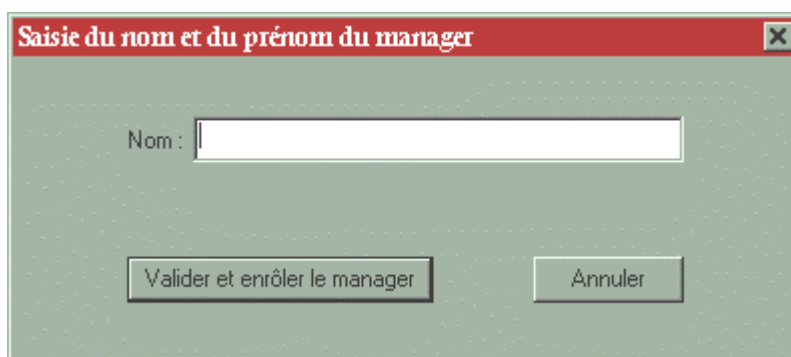 Saisie du nom et du prénom du manager
Nom :
Valider et enrôler le manager
Annuler